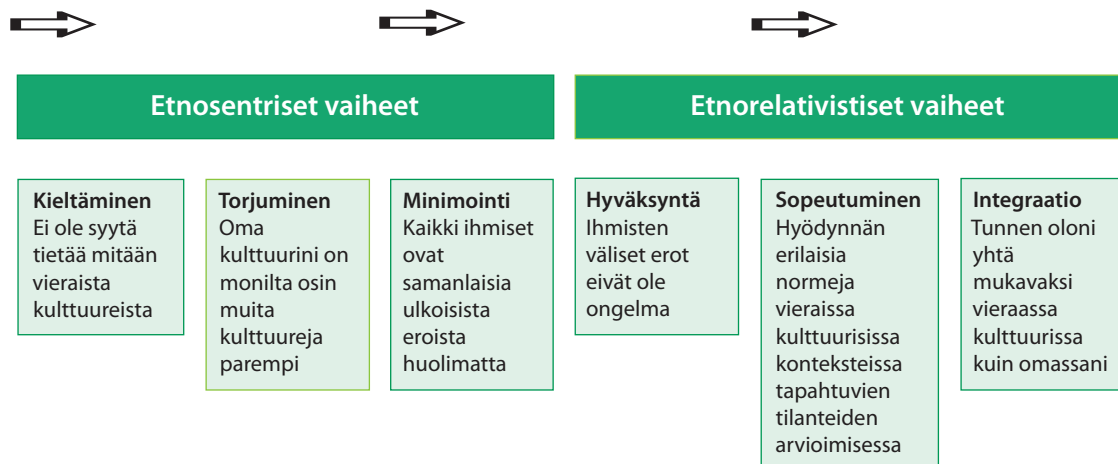 Etnosentriset vaiheet
Etnorelativistiset vaiheet
Kieltäminen
Ei ole syytä
tietää mitään
vieraista
kulttuureista
Torjuminen
Oma
kulttuurini on
monilta osin
muita
kulttuureja
parempi
Minimointi
Kaikki ihmiset
ovat
samanlaisia
ulkoisista
eroista
huolimatta
Hyväksyntä
Ihmisten
väliset erot
eivät ole
ongelma
Sopeutuminen
Hyödynnän
erilaisia
normeja
vieraissa
kulttuurisissa
konteksteissa
tapahtuvien
tilanteiden
arvioimisessa
Integraatio
Tunnen oloni
yhtä
mukavaksi
vieraassa
kulttuurissa
kuin omassani